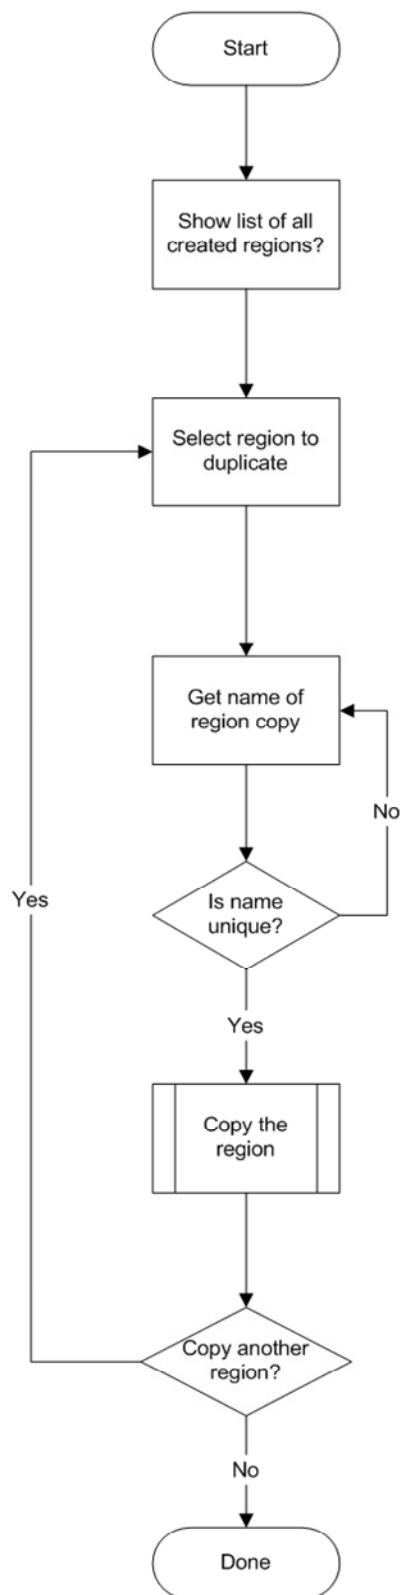 Start
Show list of all
created regions?
Select region to
duplicate
Get name of
region copy
No
Yes
Is name
unique?
Yes
Copy the
region
Copy another
region?
No
Done